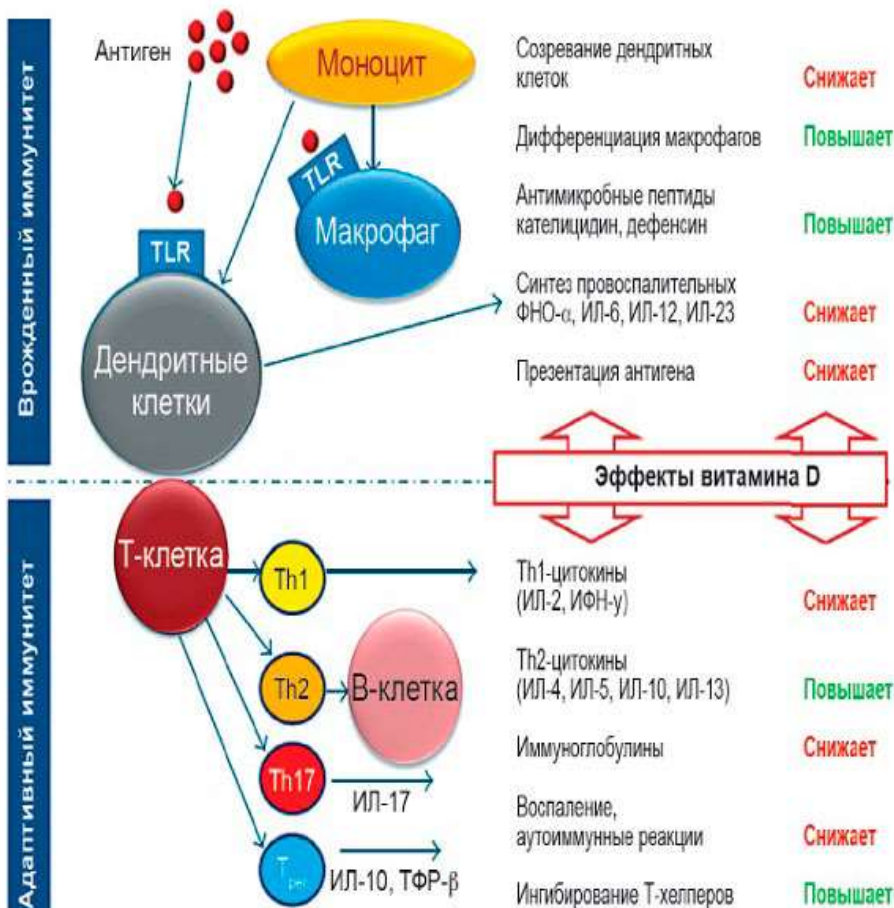 Врожденный иммунитет
Антиген
Моноцит
TLR
Макрофаг
TLR
Дендритные
клетки
Созревание дендритных
клеток
Снижает
Дифференциация макрофагов
Повышает
Антимикробные пептиды
кателицидин, дефенсин
Повышает
Синтез провоспалительных
ФНО-α, ИЛ-6, ИЛ-12, ИЛ-23
Снижает
Презентация антигена
Снижает
Эффекты витамина D
Адаптивный иммунитет
Т-клетка
Th1
Th2
В-клетка
Th17
ИЛ-17
Трег
ИЛ-10, ТФР-β
Th1-цитокины
(ИЛ-2, ИФН-у)
Снижает
Th2-цитокины
(ИЛ-4, ИЛ-5, ИЛ-10, ИЛ-13)
Повышает
Иммуноглобулины
Снижает
Воспаление,
аутоиммунные реакции
Снижает
Ингибирование Т-хелперов
Повышает